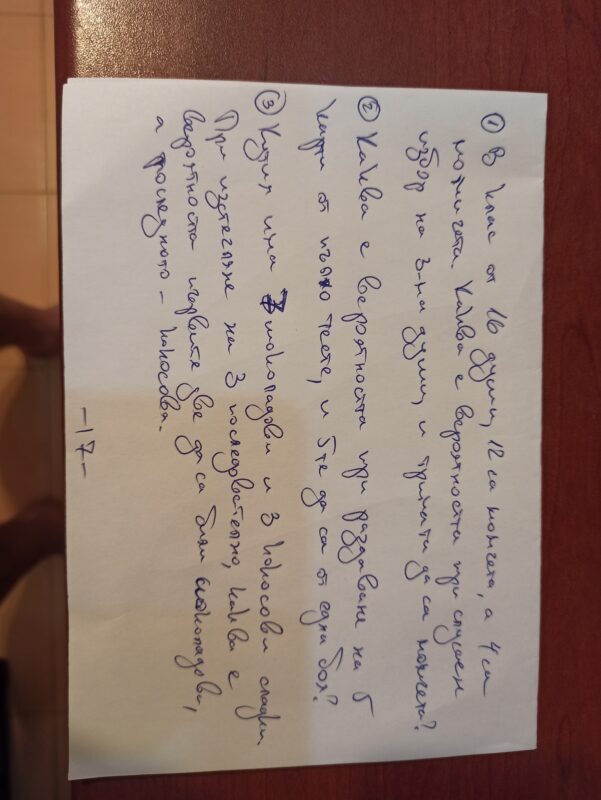 ① В клас от 16 души, 12 са момчета, а 4 са
момичета. Каква е вероятността при случаен
избор на 3-ма души, и тримата да са момчета?
② Каква е вероятността при раздаване на 5
карти от пълно тесте, и 5те да са от една боя?
③ Кутия има 7 шоколадови и 3 кокосови сладки.
При изтегляне на 3 последователно, каква е
вероятността първите две да са били шоколадови,
а последното - кокосова.
-17-